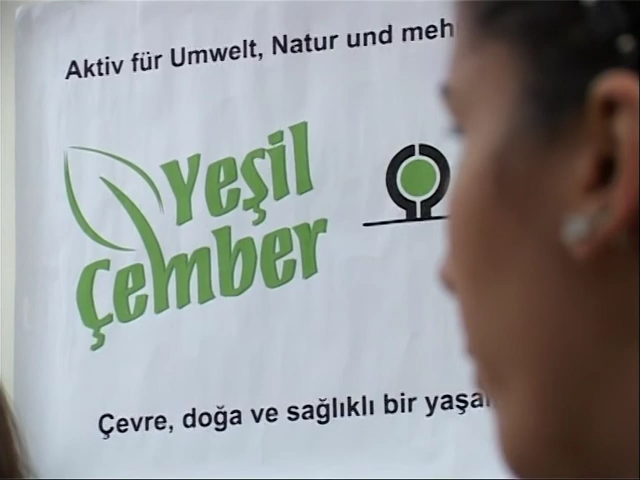 Aktiv für Umwelt, Natur und meh
Yeşil
Çember
Çevre, doğa ve sağlıklı bir yaşa